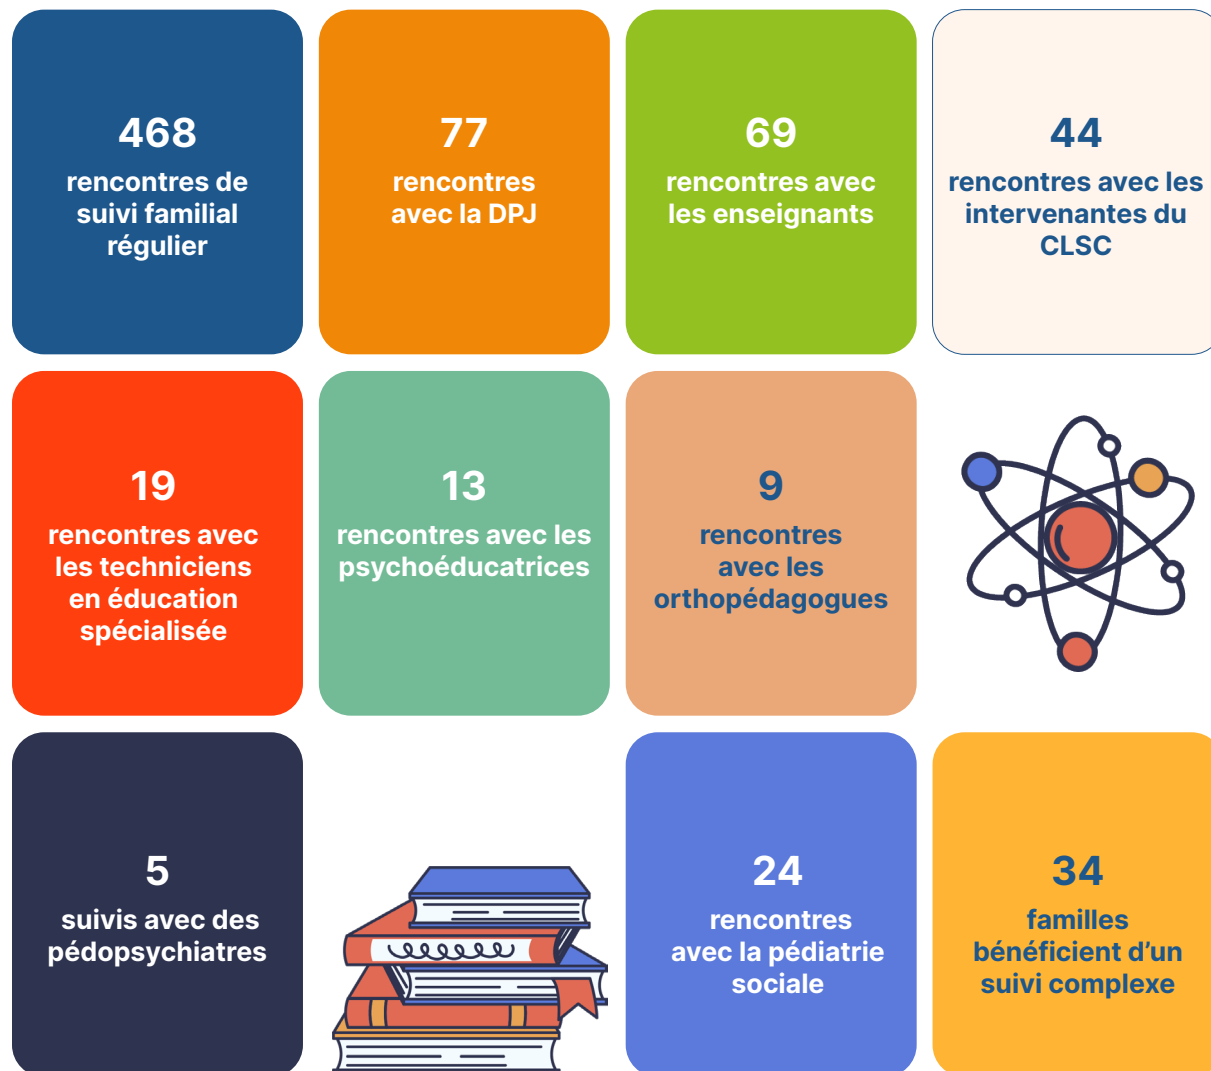 468
rencontres de
suivi familial
régulier
77
rencontres
avec la DPJ
69
rencontres avec
les enseignants
44
rencontres avec les
intervenantes du
CLSC
19
rencontres avec
les techniciens
en éducation
spécialisée
13
rencontres avec les
psychoéducatrices
9
rencontres
avec les
orthopédagogues
5
suivis avec des
pédopsychiatres
24
rencontres
avec la pédiatrie
sociale
34
familles
bénéficient d’un
suivi complexe